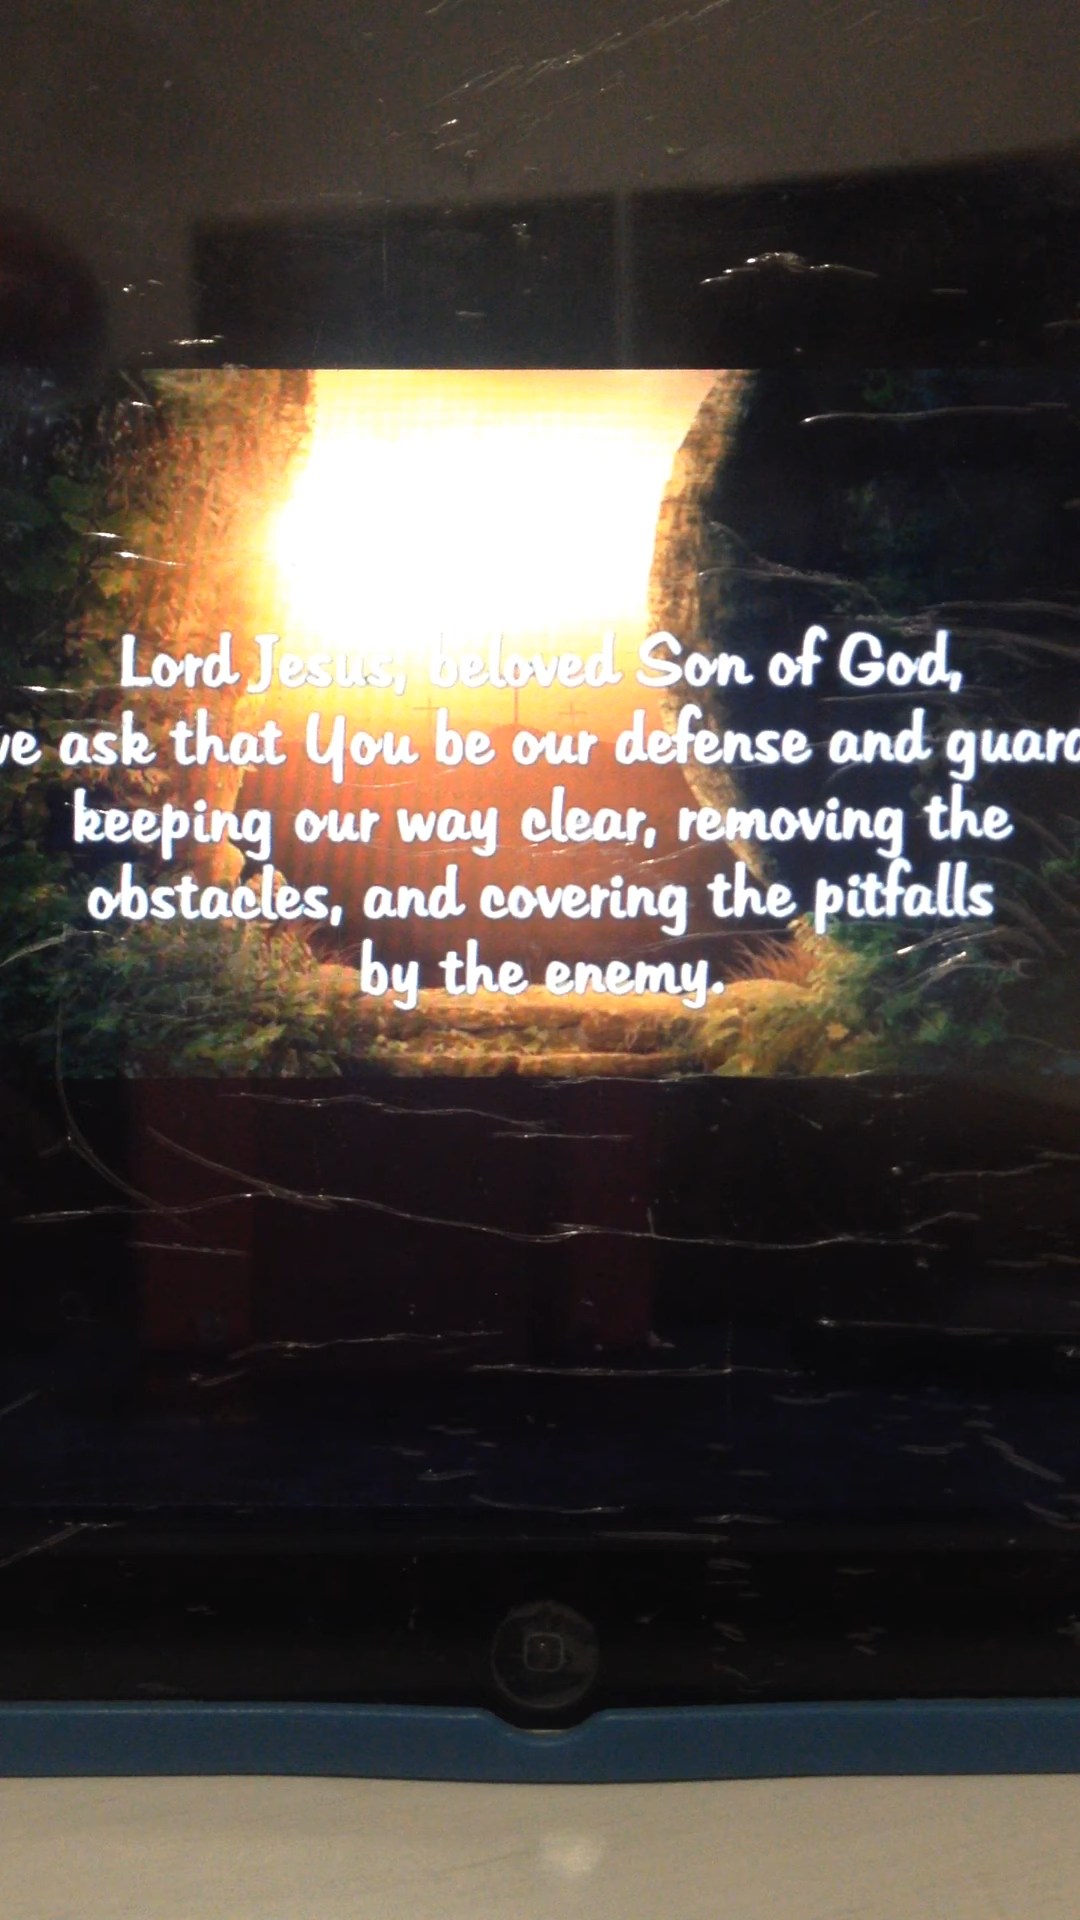 Lord Jesus, beloved Son of God,
ask that You be our defense and guard
keeping our way clear, removing the
obstacles, and covering the pitfalls
by the enemy.